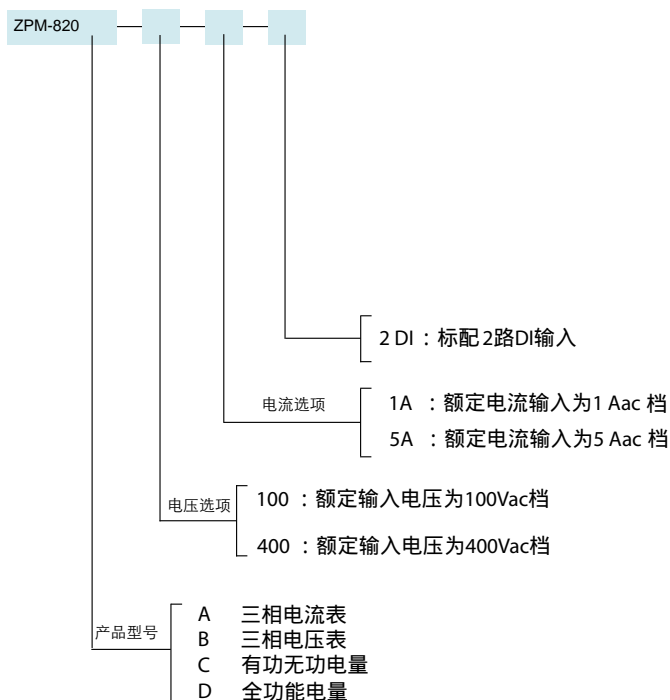 ZPM-820
2 DI ：标配2路DI输入
电流选项
1A ：额定电流输入为1 Aac 档
5A ：额定电流输入为5 Aac 档
电压选项
100 ：额定输入电压为100Vac档
400 ：额定输入电压为400Vac档
产品型号
A 三相电流表
B 三相电压表
C 有功无功电量
D 全功能电量